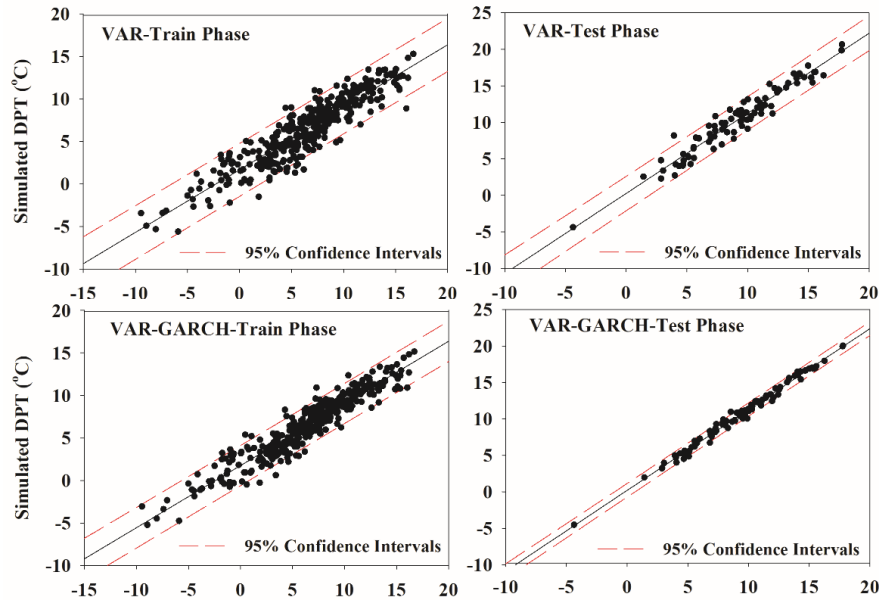 VAR-Train Phase
Simulated DPT (°C)
20
15
10
5
0
-5
-10
95% Confidence Intervals
-15 -10 -5 0 5 10 15 20
VAR-Test Phase
25
20
15
10
5
0
-5
-10
95% Confidence Intervals
-10 -5 0 5 10 15 20
VAR-GARCH-Train Phase
Simulated DPT (°C)
20
15
10
5
0
-5
-10
95% Confidence Intervals
-15 -10 -5 0 5 10 15 20
VAR-GARCH-Test Phase
25
20
15
10
5
0
-5
-10
95% Confidence Intervals
-10 -5 0 5 10 15 20